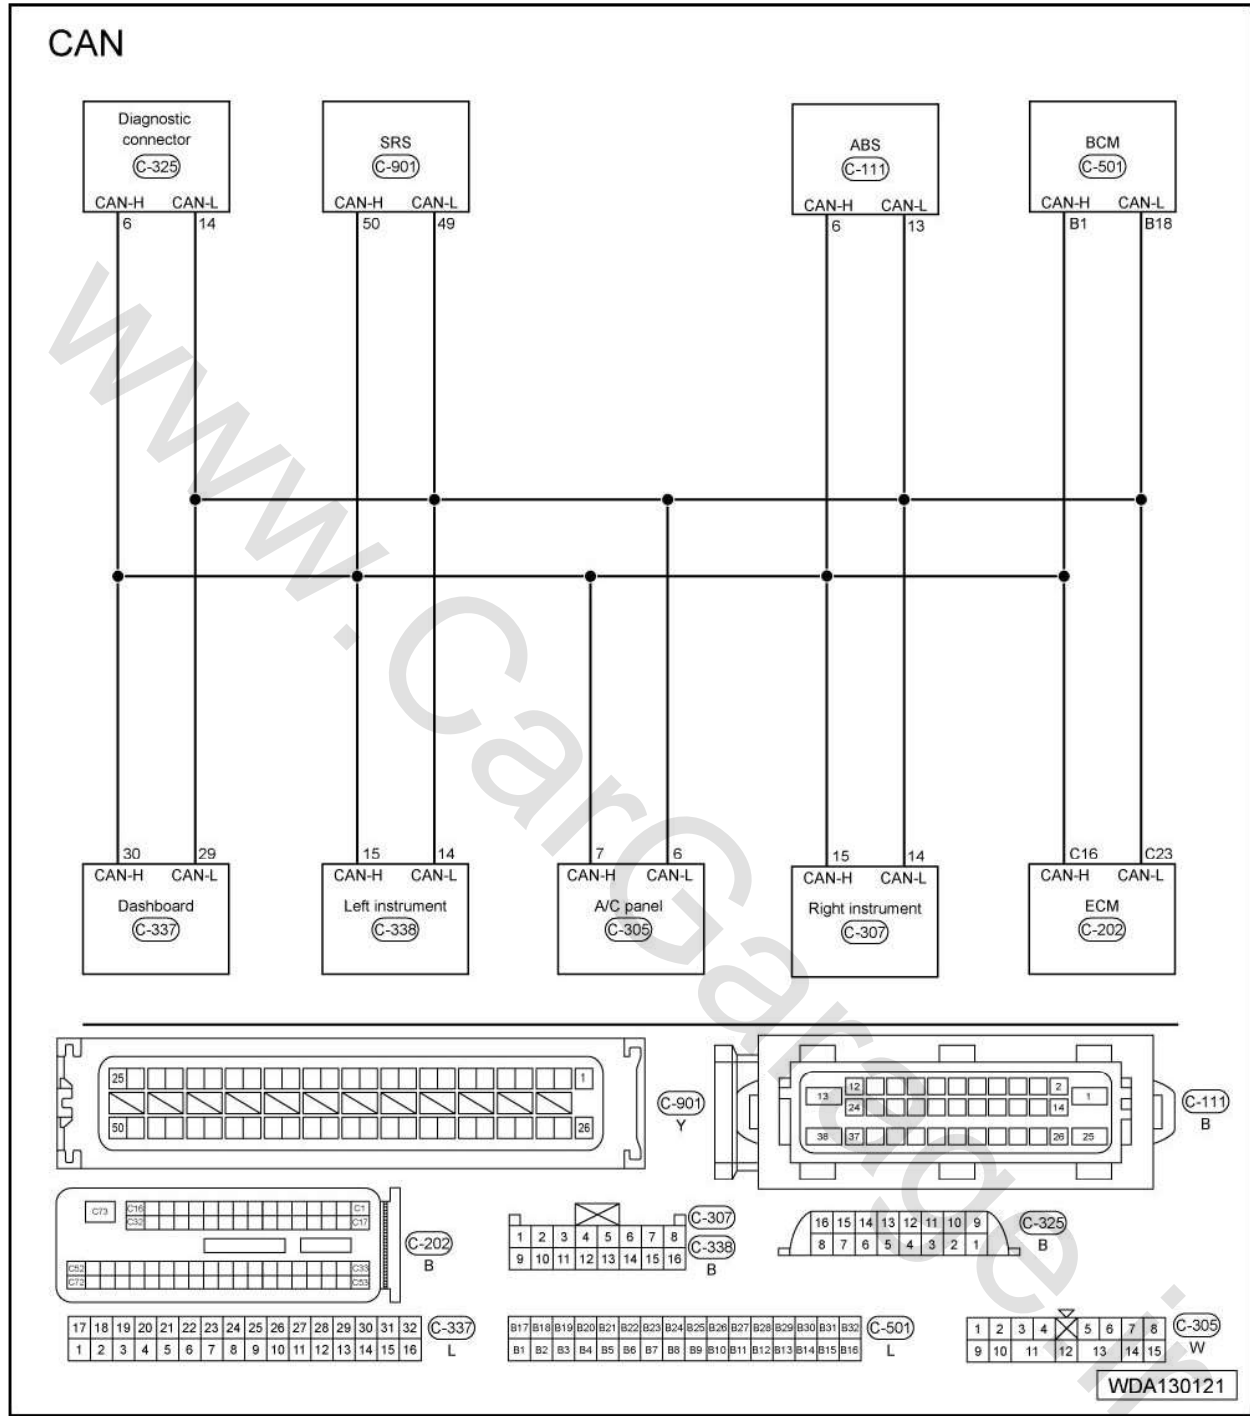 CAN
Diagnostic
connector
C-325
CAN-H CAN-L
6 14
SRS
C-901
CAN-H CAN-L
50 49
ABS
C-111
CAN-H CAN-L
6 13
BCM
C-501
CAN-H CAN-L
B1 B18
30 29
CAN-H CAN-L
Dashboard
C-337
15 14
CAN-H CAN-L
Left instrument
C-338
7 6
CAN-H CAN-L
A/C panel
C-305
15 14
CAN-H CAN-L
Right instrument
C-307
C16 C23
CAN-H CAN-L
ECM
C-202
25 1
50 26
C-901
Y
12 2
13 1
24 14
38 37 26 25
C-111
B
C73 C16 C1
C32 C17
C52 C33
C72 C53
C-202
B
1 2 3 4 5 6 7 8
9 10 11 12 13 14 15 16
C-307
C-338
B
16 15 14 13 12 11 10 9
8 7 6 5 4 3 2 1
C-325
B
17 18 19 20 21 22 23 24 25 26 27 28 29 30 31 32
1 2 3 4 5 6 7 8 9 10 11 12 13 14 15 16
C-337
L
B17 B18 B19 B20 B21 B22 B23 B24 B25 B26 B27 B28 B29 B30 B31 B32
B1 B2 B3 B4 B5 B6 B7 B8 B9 B10 B11 B12 B13 B14 B15 B16
C-501
L
1 2 3 4 5 6 7 8
9 10 11 12 13 14 15
C-305
W
WDA130121
www.CarGarage.in